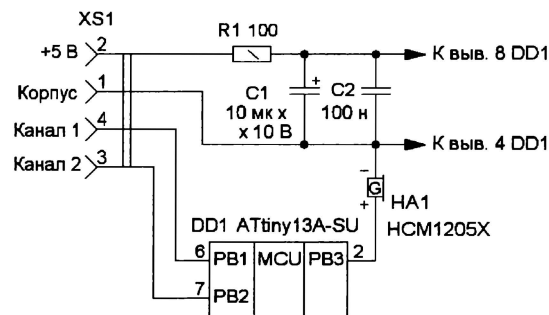 XS1
+5 В 2
R1 100
К выв. 8 DD1
Корпус 1
C1
10 мк х
х 10 В
+
C2
100 н
Канал 1 4
К выв. 4 DD1
Канал 2 3
−
G
+
HA1
HCM1205X
DD1 ATtiny13A-SU
6 PB1 MCU PB3 2
7 PB2